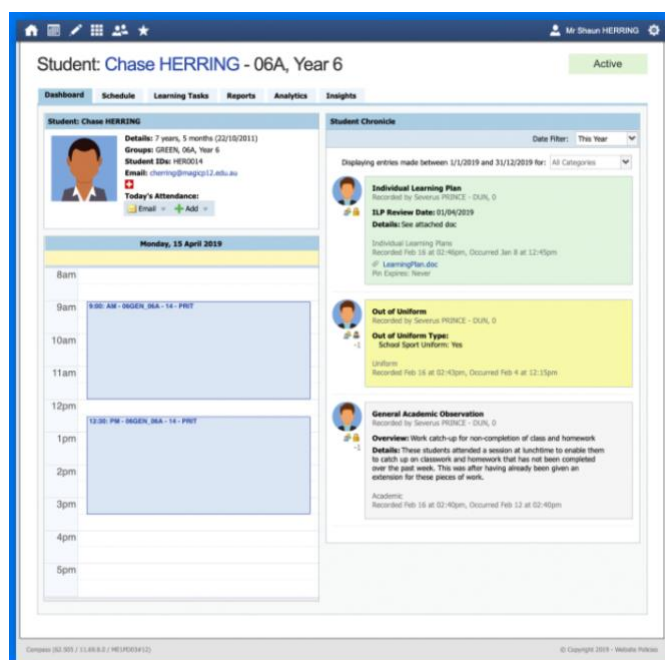 Mr Shaun HERRING
Student: Chase HERRING - 06A, Year 6
Active
Dashboard Schedule Learning Tasks Reports Analytics Insights
Student: Chase HERRING
Details: 7 years, 5 months (22/10/2011)
Groups: GREEN, 06A, Year 6
Student IDs: HER0014
Email: cherring@magicp12.edu.au
Today's Attendance:
Email Add
Monday, 15 April 2019
8am
9am
9:00: AM - 06GEN_06A - 14 - PRIT
10am
11am
12pm
12:30: PM - 06GEN_06A - 14 - PRIT
1pm
2pm
3pm
4pm
5pm
Student Chronicle
Date Filter: This Year
Displaying entries made between 1/1/2019 and 31/12/2019 for: All Categories
Individual Learning Plan
Recorded by Severus PRINCE - DUN, 0
ILP Review Date: 01/04/2019
Details: See attached doc
Individual Learning Plans
Recorded Feb 16 at 02:46pm, Occurred Jan 8 at 12:45pm
LearningPlan.doc
Pin Expires: Never
Out of Uniform
Recorded by Severus PRINCE - DUN, 0
Out of Uniform Type:
-1
School Sport Uniform: Yes
Uniform
Recorded Feb 16 at 02:43pm, Occurred Feb 4 at 12:15pm
General Academic Observation
Recorded by Severus PRINCE - DUN, 0
Overview: Work catch-up for non-completion of class and homework
-1
Details: These students attended a session at lunchtime to enable them
to catch up on classwork and homework that has not been completed
over the past week. This was after having already been given an
extension for these pieces of work.
Academic
Recorded Feb 16 at 02:40pm, Occurred Feb 12 at 02:40pm
© Copyright 2019 - Website Policies